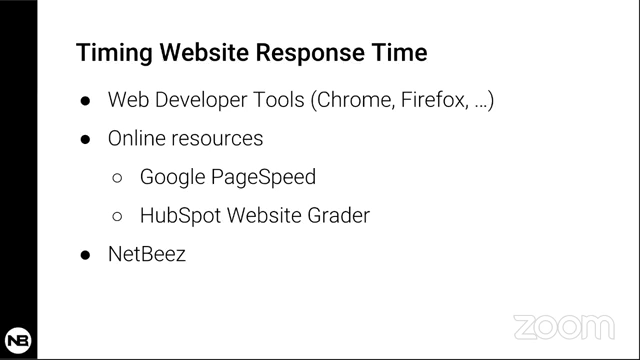 Timing Website Response Time
● Web Developer Tools (Chrome, Firefox, ...)
● Online resources
○ Google PageSpeed
○ HubSpot Website Grader
● NetBeez
NB
zoom